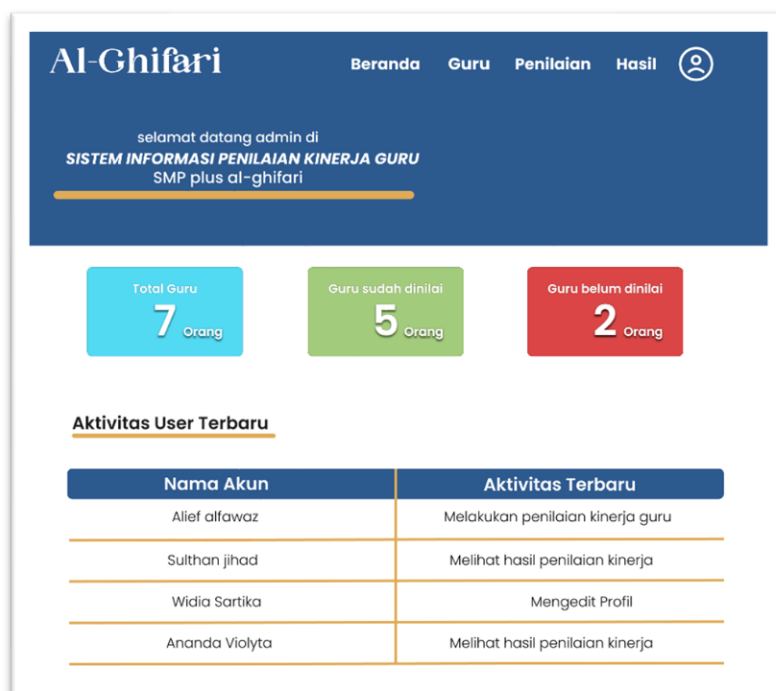 Al-Ghifari
Beranda Guru Penilaian Hasil
selamat datang admin di
SISTEM INFORMASI PENILAIAN KINERJA GURU
SMP plus al-ghifari
Total Guru
7 Orang
Guru sudah dinilai
5 Orang
Guru belum dinilai
2 Orang
Aktivitas User Terbaru
Nama Akun Aktivitas Terbaru
Alief alfawaz Melakukan penilaian kinerja guru
Sulthan jihad Melihat hasil penilaian kinerja
Widia Sartika Mengedit Profil
Ananda Violyta Melihat hasil penilaian kinerja